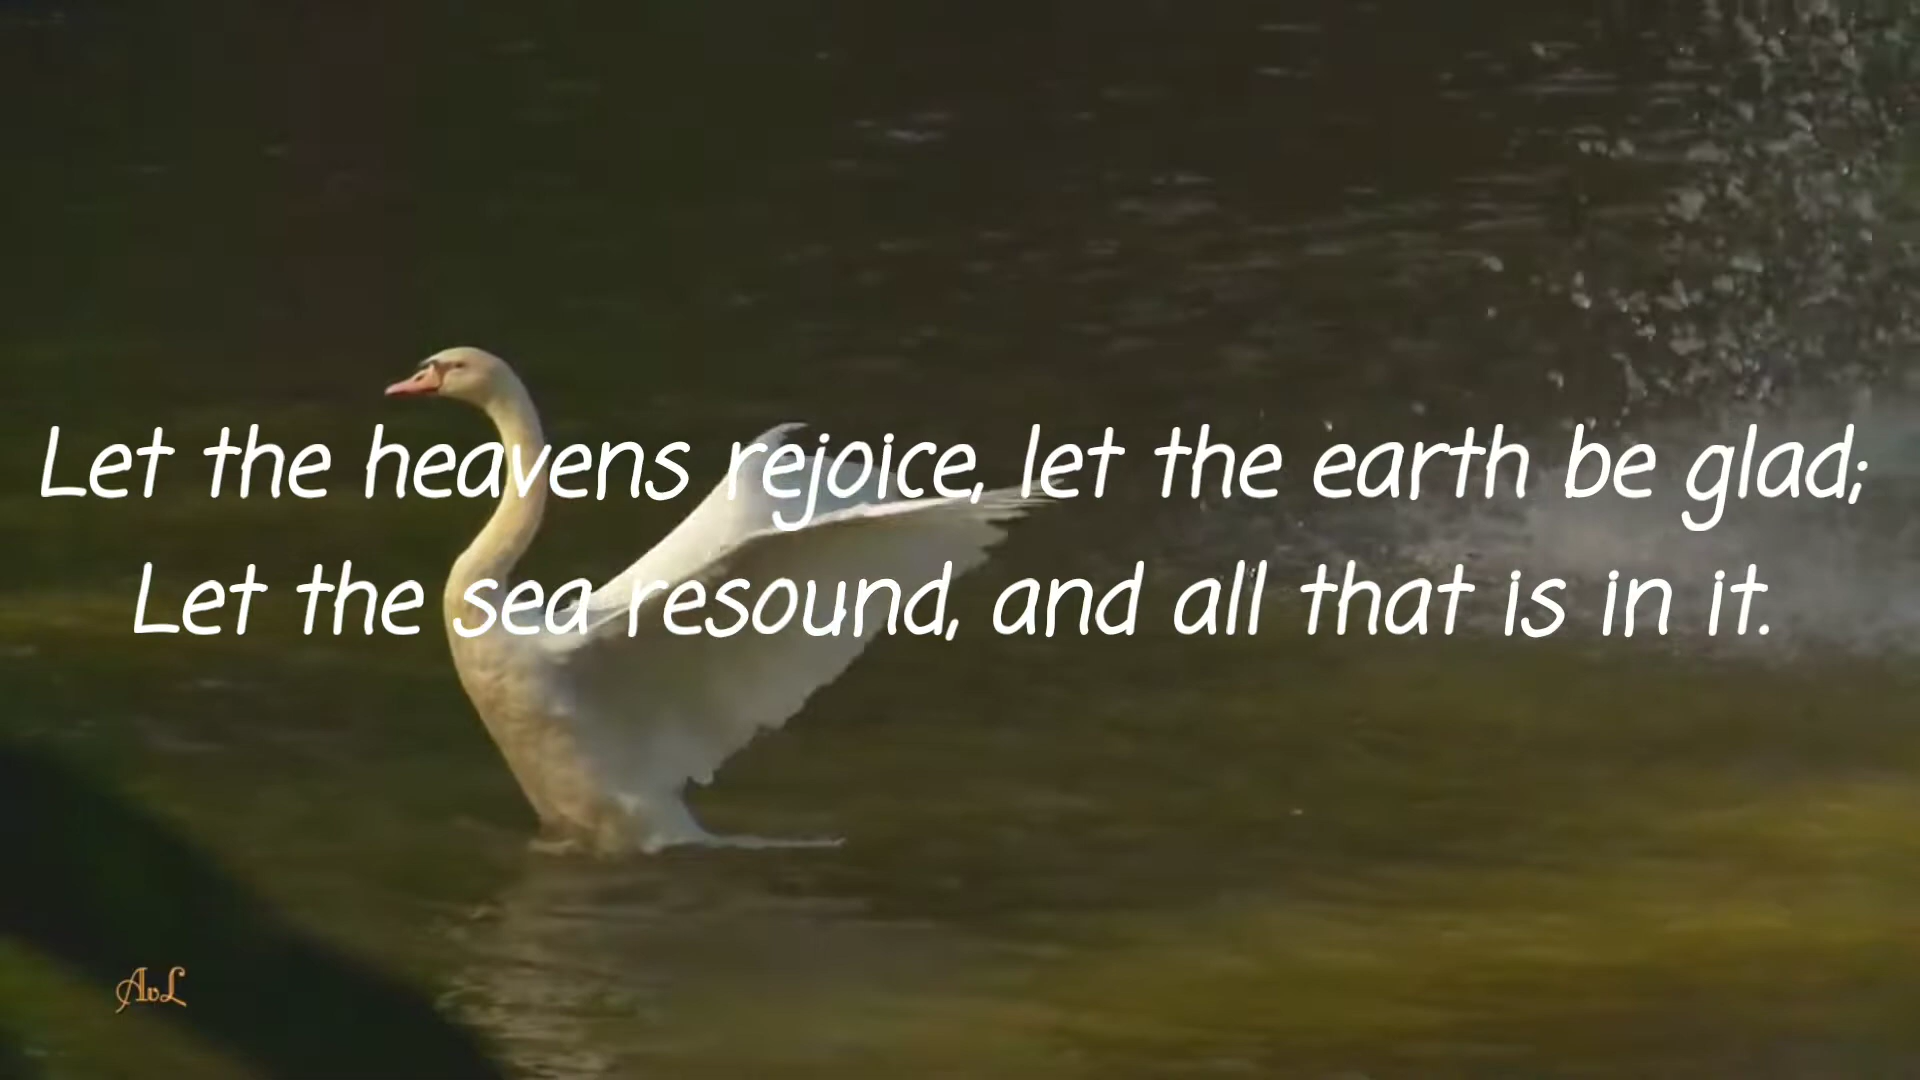 Let the heavens rejoice, let the earth be glad;
Let the sea resound, and all that is in it.
AvL